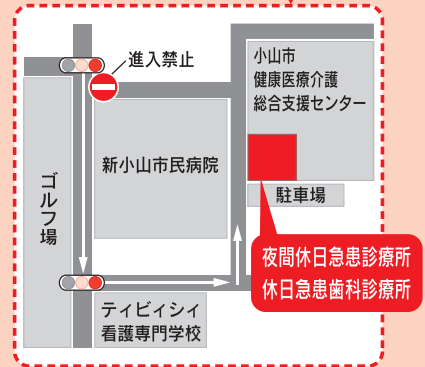 進入禁止
小山市
健康医療介護
総合支援センター
新小山市民病院
ゴルフ場
駐車場
夜間休日急患診療所
休日急患歯科診療所
ティビィシィ
看護専門学校